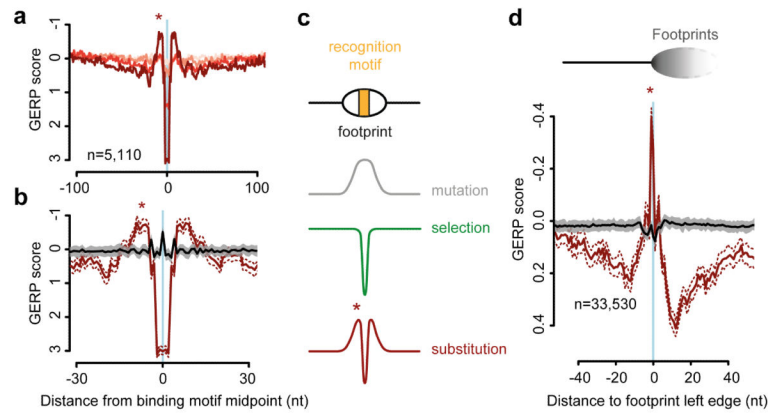 a
*
GERP score
-1
0
1
2
3
n=5,110
-100
0
100
b
*
GERP score
-1
0
1
2
3
-30
0
30
Distance from binding motif midpoint (nt)
c
recognition
motif
footprint
mutation
selection
*
substitution
d
Footprints
*
GERP score
-0.4
-0.2
0.0
0.2
0.4
n=33,530
-40
-20
0
20
40
Distance to footprint left edge (nt)